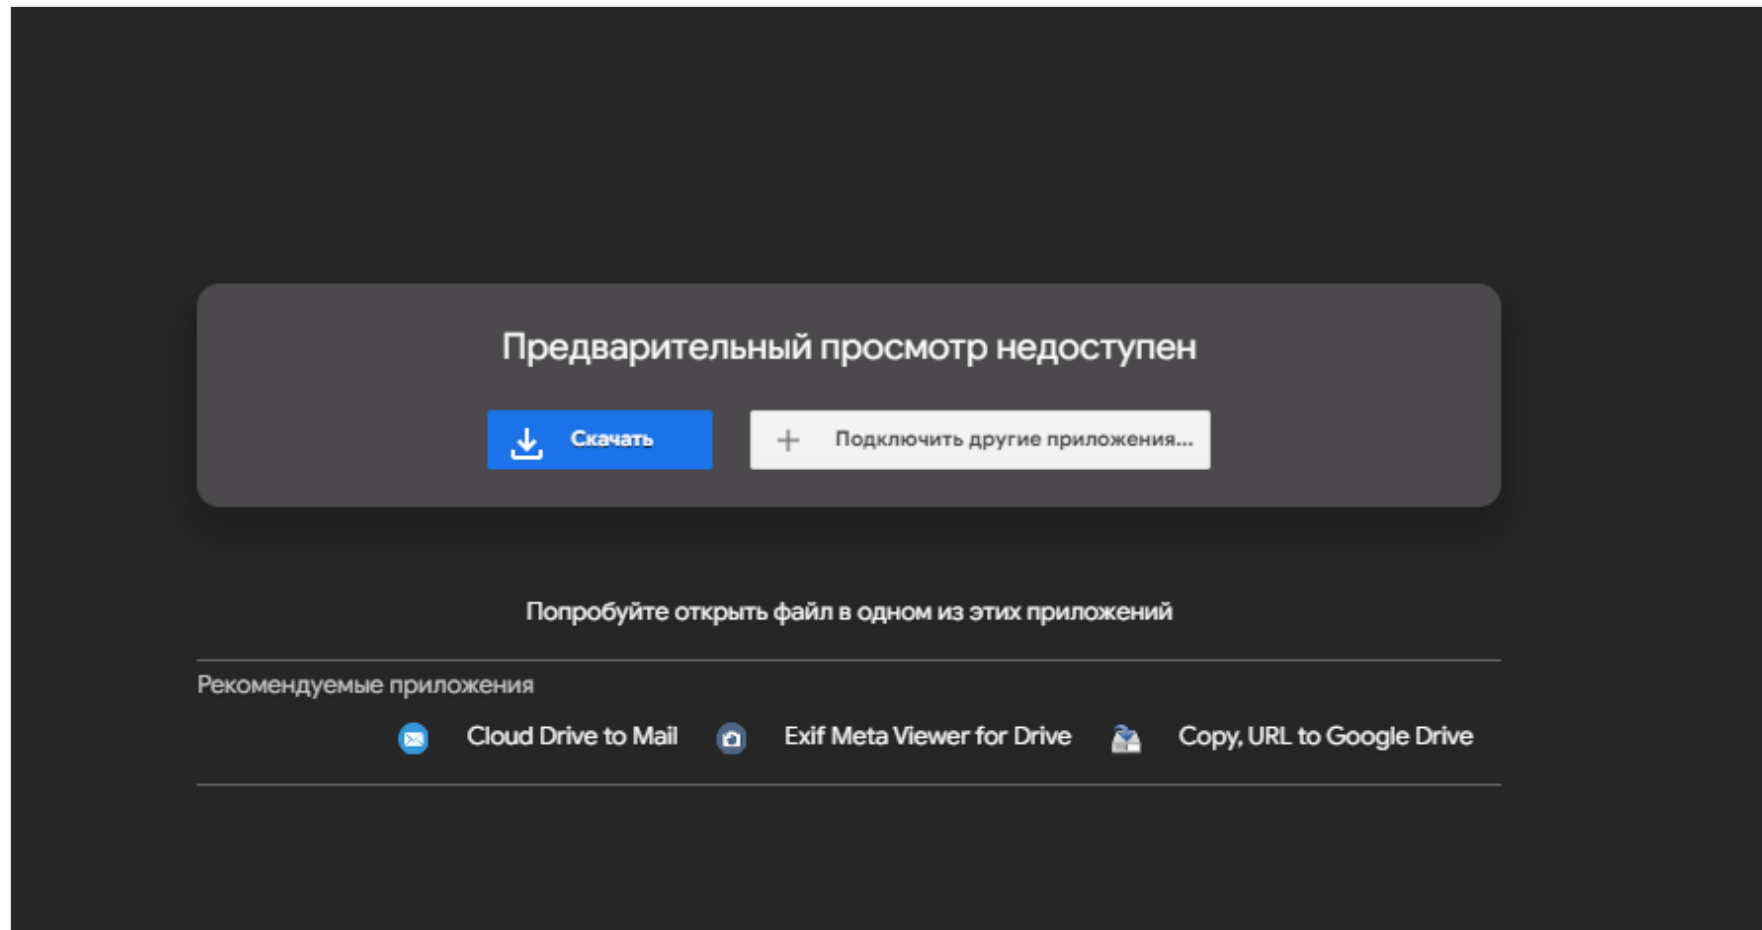 Предварительный просмотр недоступен
Скачать
Подключить другие приложения...
Попробуйте открыть файл в одном из этих приложений
Рекомендуемые приложения
Cloud Drive to Mail
Exif Meta Viewer for Drive
Copy, URL to Google Drive